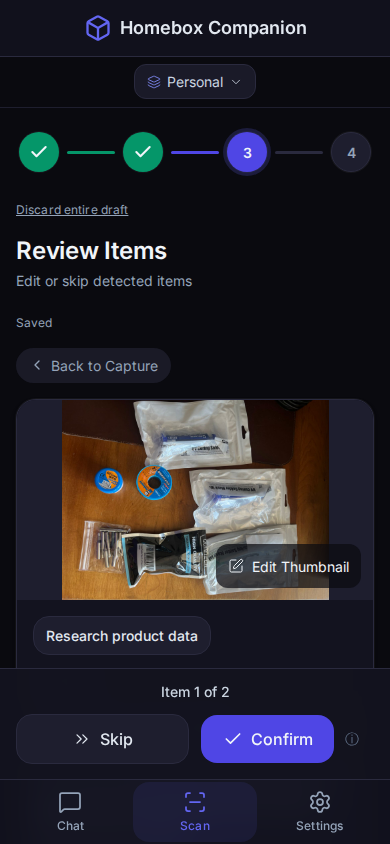 Homebox Companion
Personal
3
4
Discard entire draft
Review Items
Edit or skip detected items
Saved
Back to Capture
Edit Thumbnail
Research product data
Item 1 of 2
Skip
Confirm
Chat
Scan
Settings